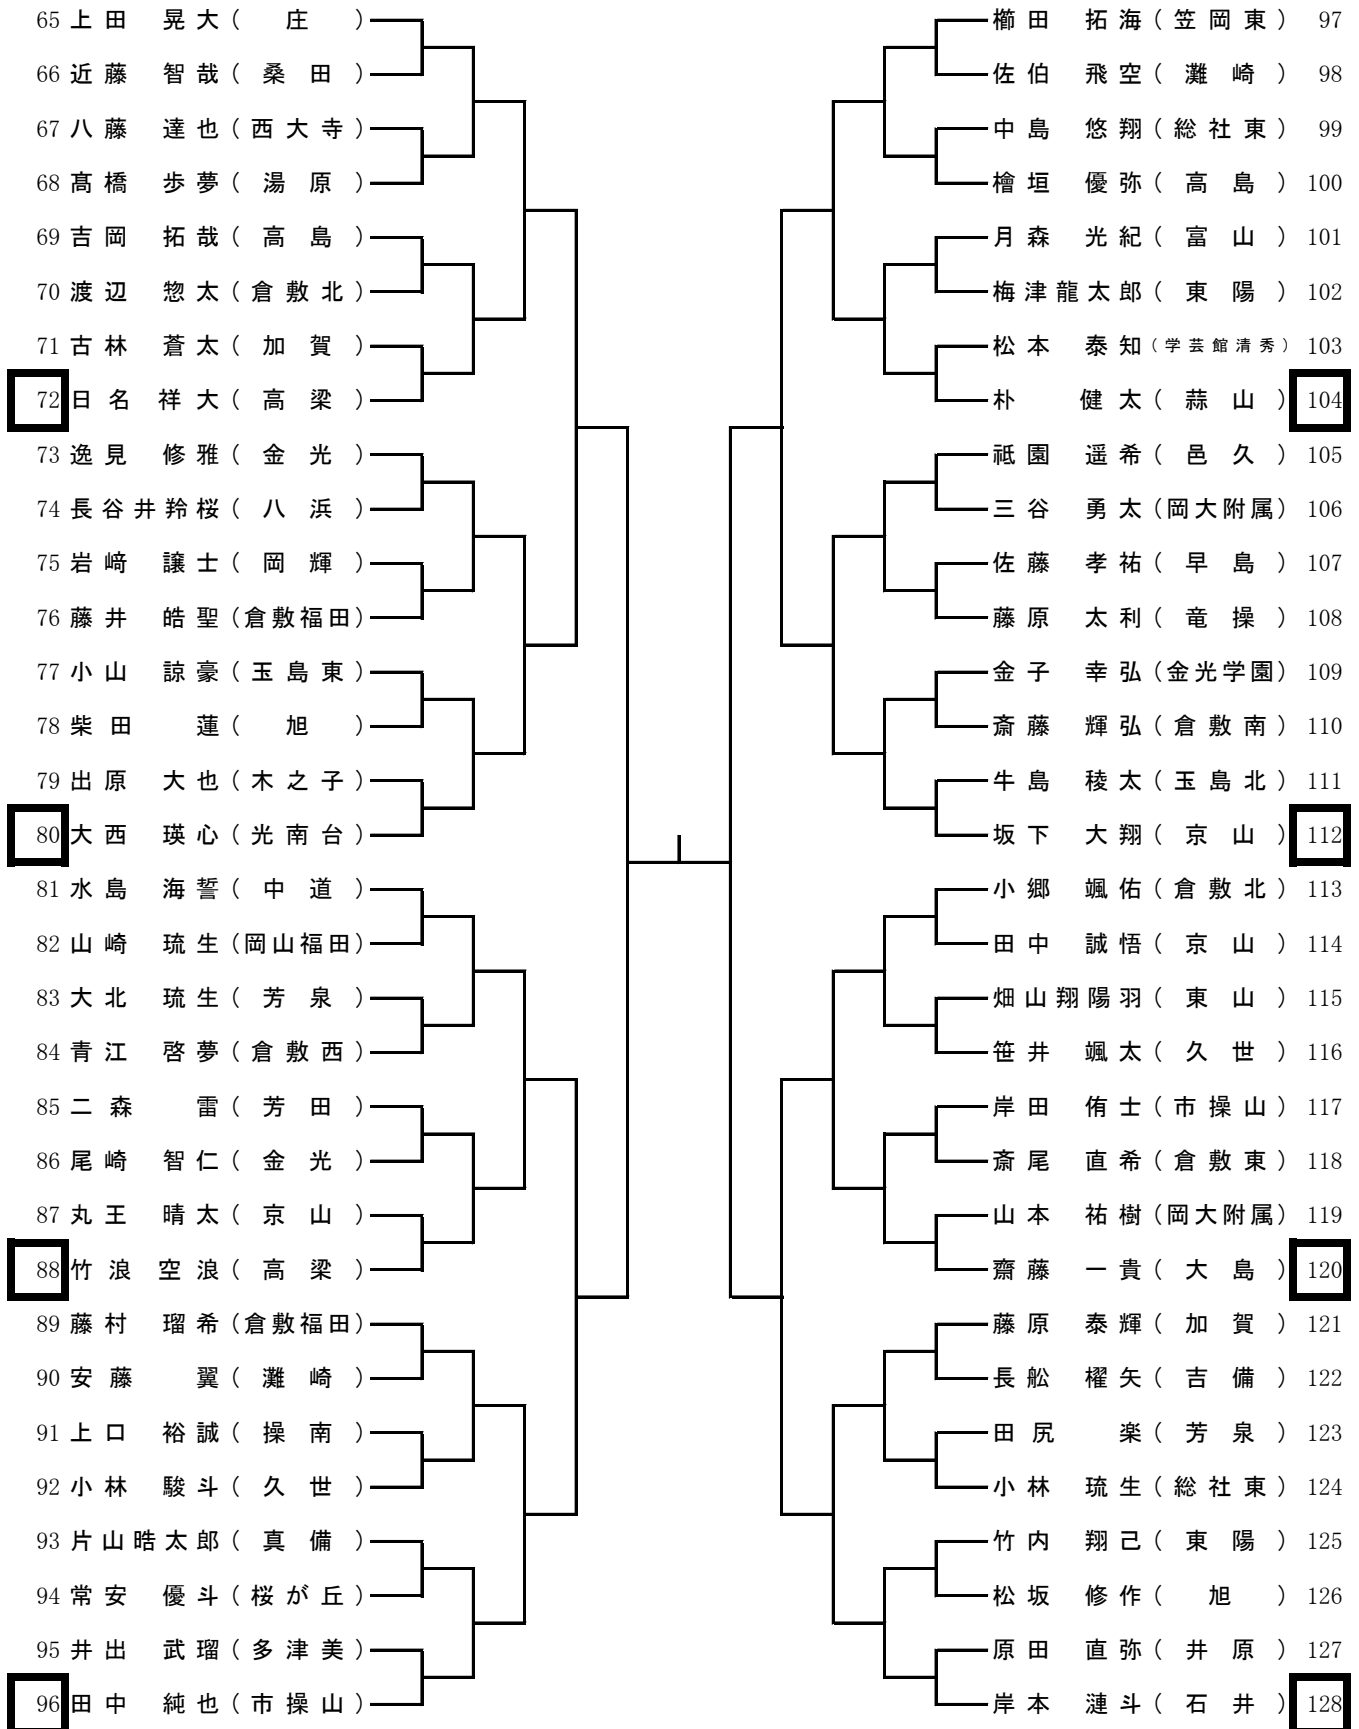 65 上田 晃大（ 庄 ）
66 近藤 智哉（ 桑田 ）
67 八藤 達也（西大寺）
68 髙橋 歩夢（ 湯原 ）
69 吉岡 拓哉（ 高島 ）
70 渡辺 惣太（倉敷北）
71 古林 蒼太（ 加賀 ）
72 日名 祥大（ 高梁 ）
73 逸見 修雅（ 金光 ）
74 長谷井羚桜（ 八浜 ）
75 岩﨑 譲士（ 岡輝 ）
76 藤井 皓聖（倉敷福田）
77 小山 諒豪（玉島東）
78 柴田 蓮（ 旭 ）
79 出原 大也（木之子）
80 大西 瑛心（光南台）
81 水島 海誓（ 中道 ）
82 山崎 琉生（岡山福田）
83 大北 琉生（ 芳泉 ）
84 青江 啓夢（倉敷西）
85 二森 雷（ 芳田 ）
86 尾崎 智仁（ 金光 ）
87 丸王 晴太（ 京山 ）
88 竹浪 空浪（ 高梁 ）
89 藤村 瑠希（倉敷福田）
90 安藤 翼（ 灘崎 ）
91 上口 裕誠（ 操南 ）
92 小林 駿斗（ 久世 ）
93 片山晧太郎（ 真備 ）
94 常安 優斗（桜が丘）
95 井出 武瑠（多津美）
96 田中 純也（市操山）
櫛田 拓海（笠岡東） 97
佐伯 飛空（ 灘崎 ） 98
中島 悠翔（総社東） 99
檜垣 優弥（ 高島 ） 100
月森 光紀（ 富山 ） 101
梅津龍太郎（ 東陽 ） 102
松本 泰知（学芸館清秀） 103
朴 健太（ 蒜山 ） 104
祗園 遥希（ 邑久 ） 105
三谷 勇太（岡大附属） 106
佐藤 孝祐（ 早島 ） 107
藤原 太利（ 竜操 ） 108
金子 幸弘（金光学園） 109
斎藤 輝弘（倉敷南） 110
牛島 稜太（玉島北） 111
坂下 大翔（ 京山 ） 112
小郷 颯佑（倉敷北） 113
田中 誠悟（ 京山 ） 114
畑山翔陽羽（ 東山 ） 115
笹井 颯太（ 久世 ） 116
岸田 侑士（市操山） 117
斎尾 直希（倉敷東） 118
山本 祐樹（岡大附属） 119
齋藤 一貴（ 大島 ） 120
藤原 泰輝（ 加賀 ） 121
長舩 櫂矢（ 吉備 ） 122
田尻 楽（ 芳泉 ） 123
小林 琉生（総社東） 124
竹内 翔己（ 東陽 ） 125
松坂 修作（ 旭 ） 126
原田 直弥（ 井原 ） 127
岸本 漣斗（ 石井 ） 128